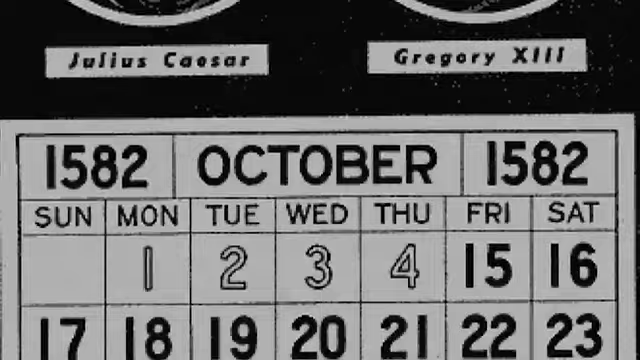 Julius Caesar Gregory XIII
1582 OCTOBER 1582
SUN MON TUE WED THU FRI SAT
1 2 3 4 15 16
17 18 19 20 21 22 23